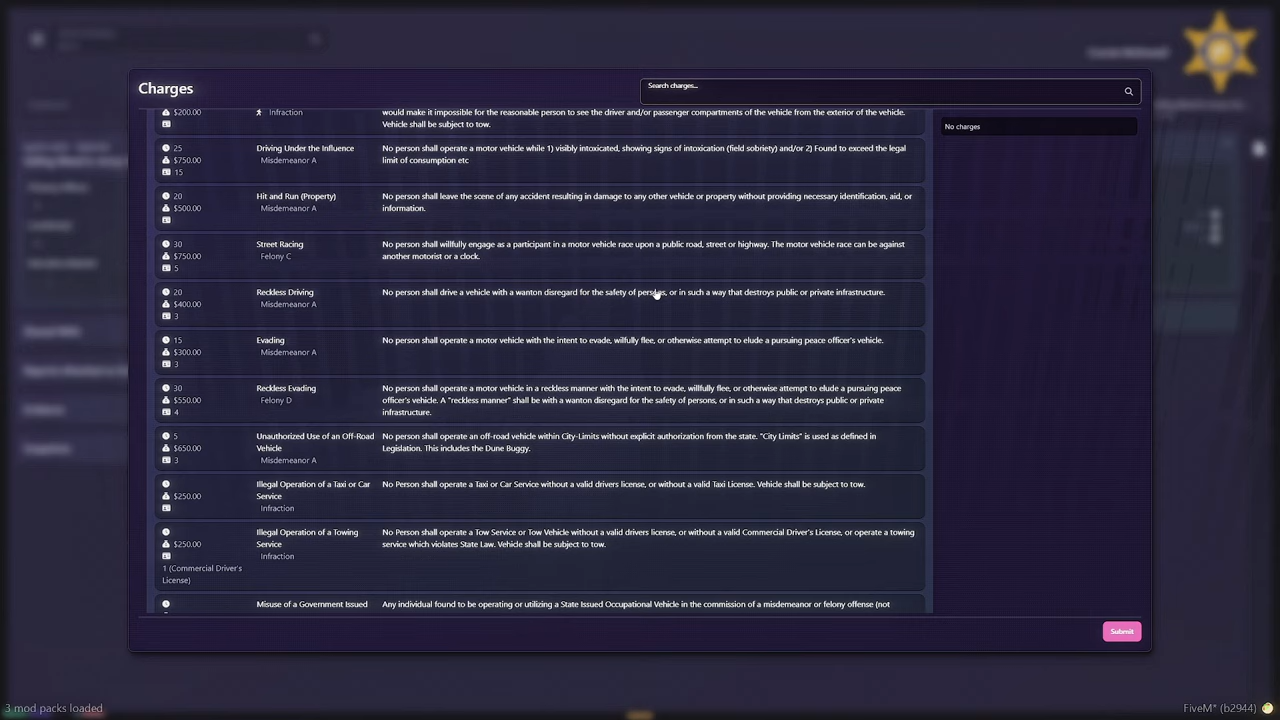 Charges
Search charges...
No charges
$200.00
Infraction
would make it impossible for the reasonable person to see the driver and/or passenger compartments of the vehicle from the exterior of the vehicle.
Vehicle shall be subject to tow.
25
$750.00
15
Driving Under the Influence
Misdemeanor A
No person shall operate a motor vehicle while 1) visibly intoxicated, showing signs of intoxication (field sobriety) and/or 2) Found to exceed the legal
limit of consumption etc
20
$500.00
Hit and Run (Property)
Misdemeanor A
No person shall leave the scene of any accident resulting in damage to any other vehicle or property without providing necessary identification, aid, or
information.
30
$750.00
5
Street Racing
Felony C
No person shall willfully engage as a participant in a motor vehicle race upon a public road, street or highway. The motor vehicle race can be against
another motorist or a clock.
20
$400.00
3
Reckless Driving
Misdemeanor A
No person shall drive a vehicle with a wanton disregard for the safety of persons, or in such a way that destroys public or private infrastructure.
15
$300.00
3
Evading
Misdemeanor A
No person shall operate a motor vehicle with the intent to evade, wilfully flee, or otherwise attempt to elude a pursuing peace officer's vehicle.
30
$550.00
4
Reckless Evading
Felony D
No person shall operate a motor vehicle in a reckless manner with the intent to evade, willfully flee, or otherwise attempt to elude a pursuing peace
officer's vehicle. A "reckless manner" shall be with a wanton disregard for the safety of persons, or in such a way that destroys public or private
infrastructure.
5
$650.00
3
Unauthorized Use of an Off-Road
Vehicle
Misdemeanor A
No person shall operate an off-road vehicle within City-Limits without explicit authorization from the state. "City Limits" is used as defined in
Legislation. This includes the Dune Buggy.
$250.00
Illegal Operation of a Taxi or Car
Service
Infraction
No Person shall operate a Taxi or Car Service without a valid drivers license, or without a valid Taxi License. Vehicle shall be subject to tow.
$250.00
1 (Commercial Driver's
License)
Illegal Operation of a Towing
Service
Infraction
No Person shall operate a Tow Service or Tow Vehicle without a valid drivers license, or without a valid Commercial Driver's License, or operate a towing
service which violates State Law. Vehicle shall be subject to tow.
Misuse of a Government Issued
Any individual found to be operating or utilizing a State Issued Occupational Vehicle in the commission of a misdemeanor or felony offense (not
Submit
3 mod packs loaded
FiveM* (b2944)